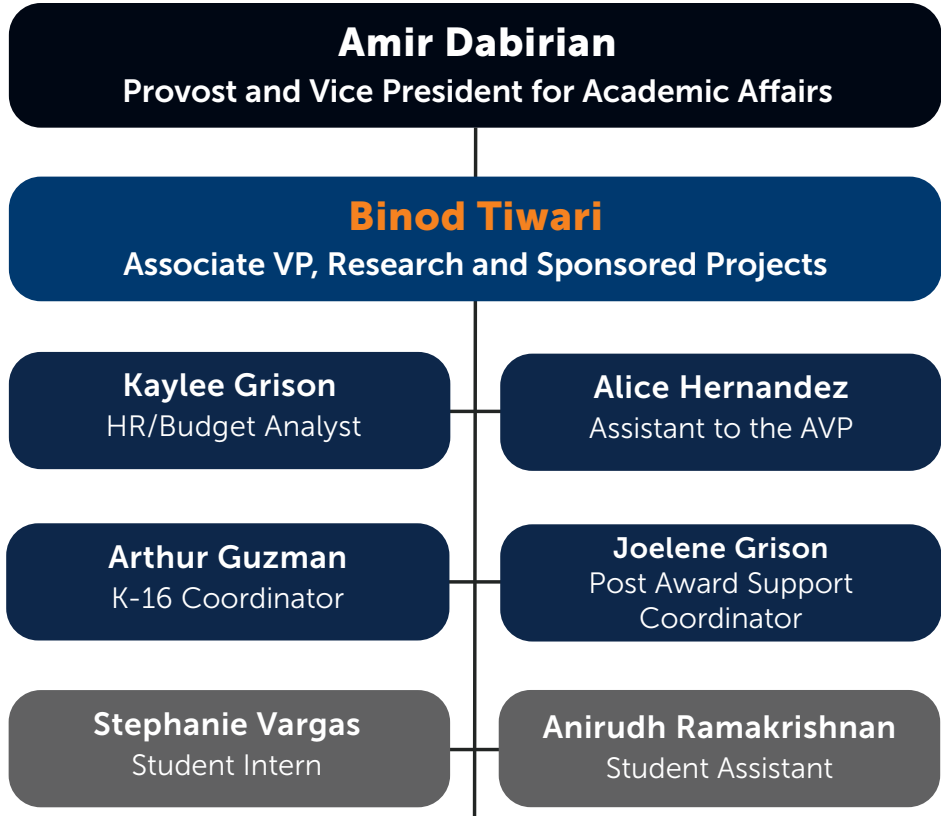 Amir Dabirian
Provost and Vice President for Academic Affairs
Binod Tiwari
Associate VP, Research and Sponsored Projects
Kaylee Grison
HR/Budget Analyst
Alice Hernandez
Assistant to the AVP
Arthur Guzman
K-16 Coordinator
Joelene Grison
Post Award Support
Coordinator
Stephanie Vargas
Student Intern
Anirudh Ramakrishnan
Student Assistant